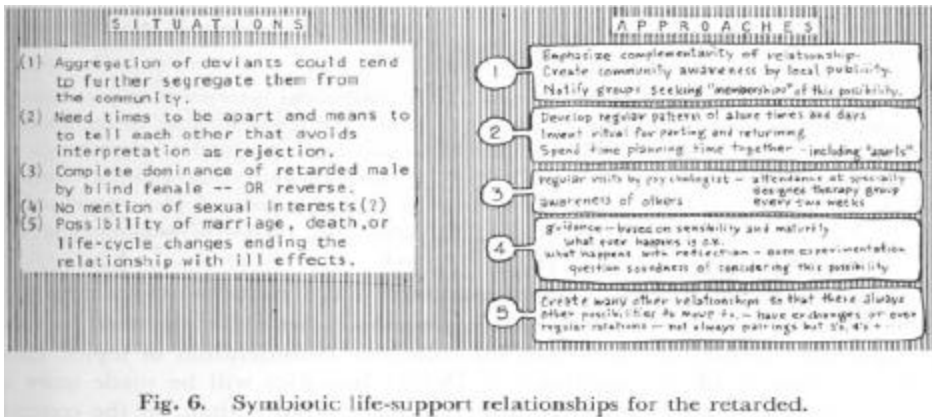 SITUATIONS
(1) Aggregation of deviants could tend
to further segregate them from
the community.
(2) Need times to be apart and means to
to tell each other that avoids
interpretation as rejection.
(3) Complete dominance of retarded male
by blind female -- OR reverse.
(4) No mention of sexual interests(?)
(5) Possibility of marriage, death,or
life-cycle changes ending the
relationship with ill effects.
APPROACHES
1
Emphasize complementarity of relationship.
Create community awareness by local publicity.
Notify groups seeking "memberships" of this possibility.
2
Develop regular pattern of alone times and days
Invent ritual for parting and returning
Spend time planning time together - including "aparts"
3
regular visits by psychologist - attendance at specially
designed therapy group
awareness of others every two weeks
4
guidance - based on sensibility and maturity
what ever happens is o.k.
what happens with reflection - even experimentation
question soundness of considering this possibility
5
Create many other relationships so that there always
other possibilities to move to. - have exchanges or even
regular relations - not always pairings but 3's, 4's +
Fig. 6. Symbiotic life-support relationships for the retarded.